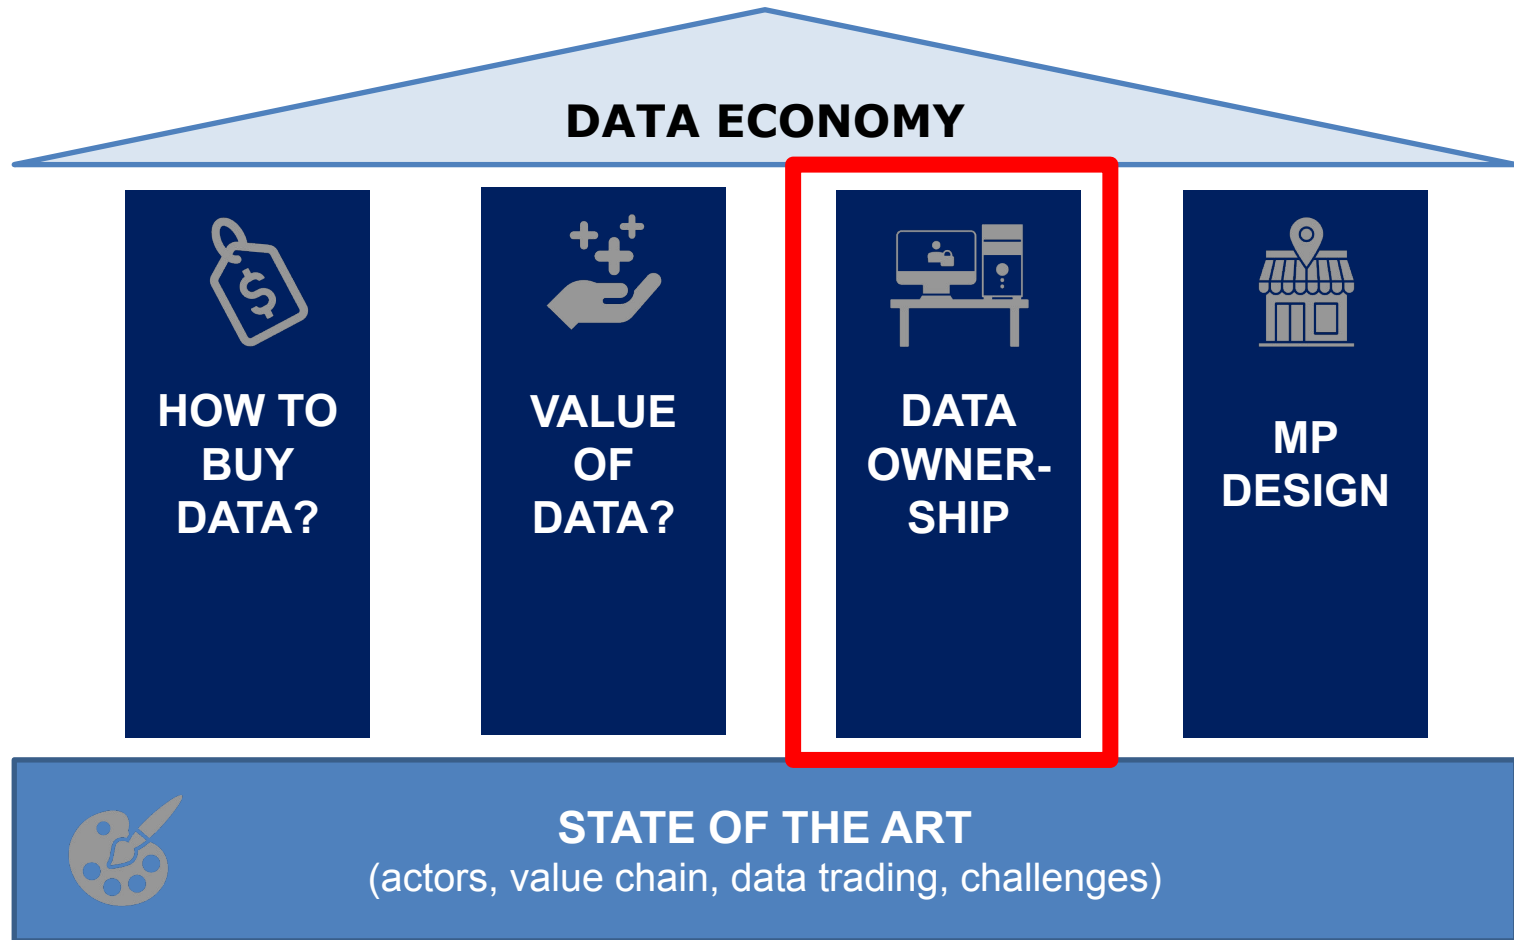 DATA ECONOMY
HOW TO
BUY
DATA?
VALUE
OF
DATA?
DATA
OWNER-
SHIP
MP
DESIGN
STATE OF THE ART
(actors, value chain, data trading, challenges)